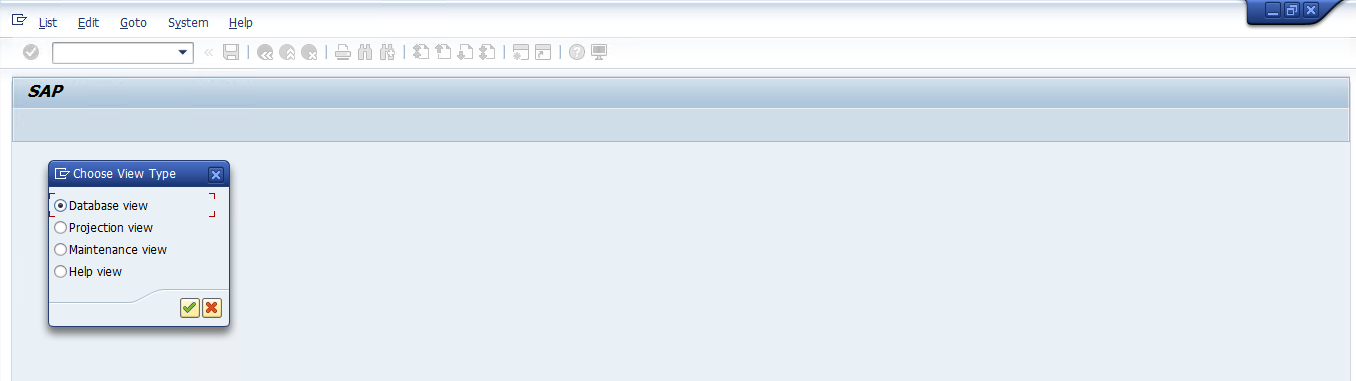 List Edit Goto System Help
SAP
Choose View Type
Database view
Projection view
Maintenance view
Help view